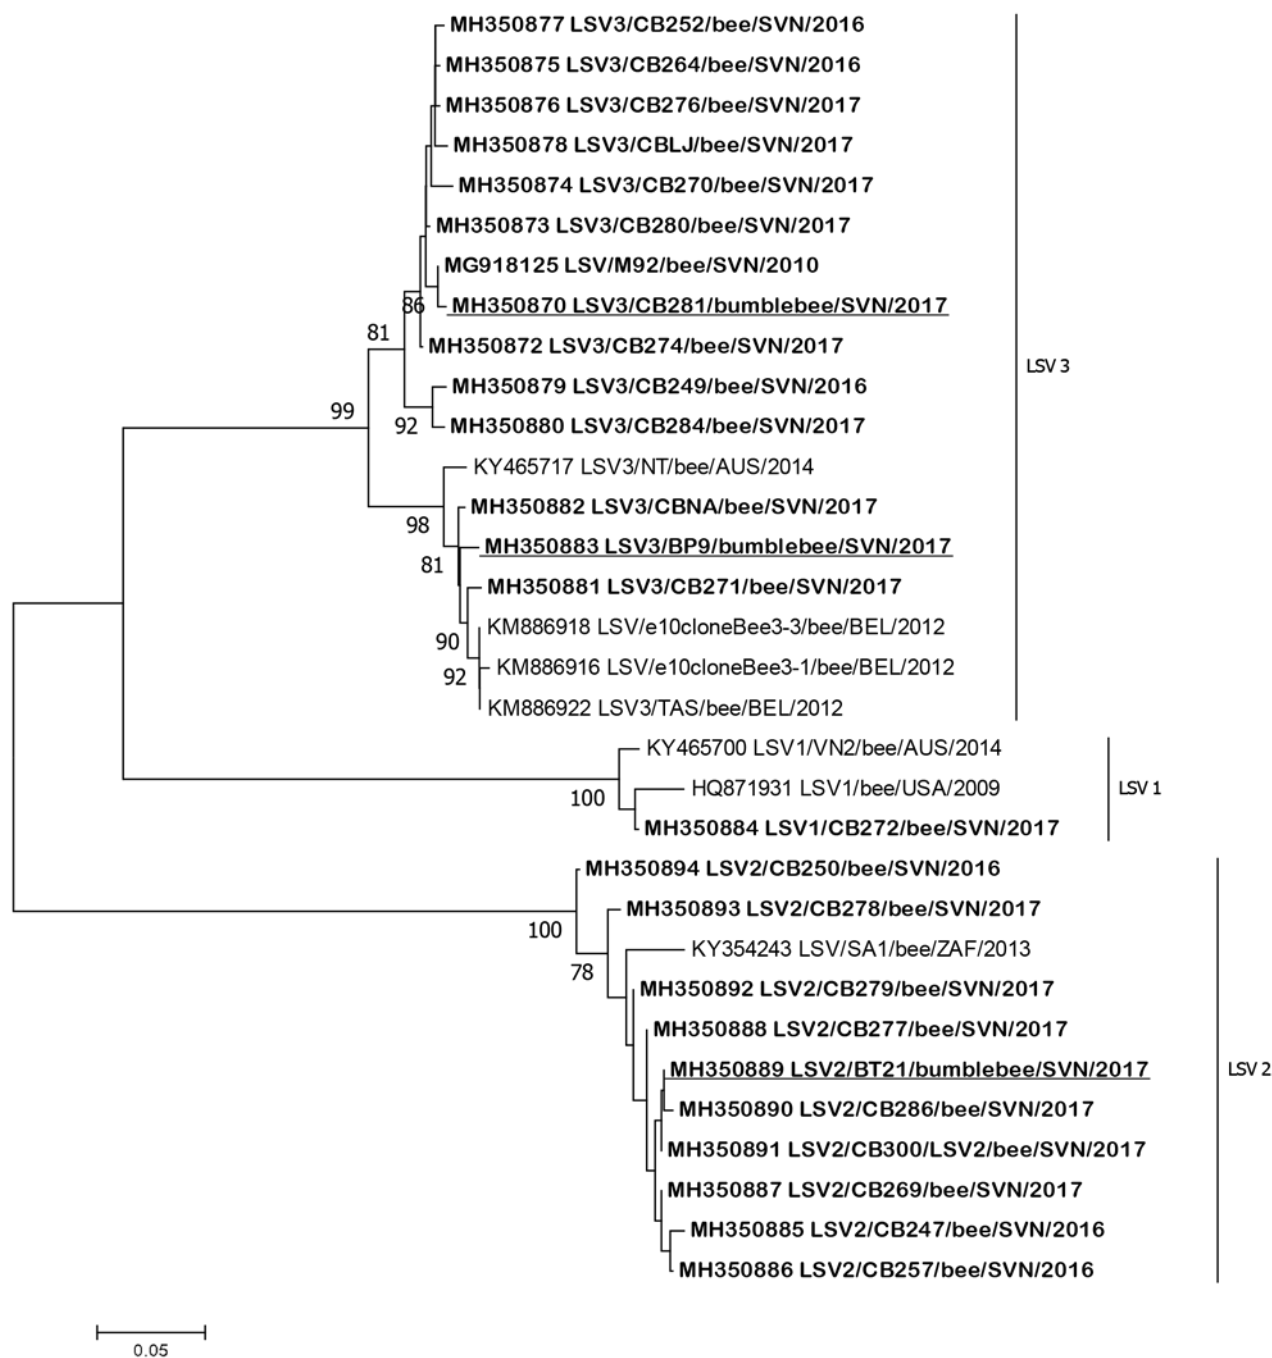 MH350877 LSV3/CB252/bee/SVN/2016
MH350875 LSV3/CB264/bee/SVN/2016
MH350876 LSV3/CB276/bee/SVN/2017
MH350878 LSV3/CBLJ/bee/SVN/2017
MH350874 LSV3/CB270/bee/SVN/2017
MH350873 LSV3/CB280/bee/SVN/2017
MG918125 LSV/M92/bee/SVN/2010
86
MH350870 LSV3/CB281/bumblebee/SVN/2017
81
MH350872 LSV3/CB274/bee/SVN/2017
LSV 3
MH350879 LSV3/CB249/bee/SVN/2016
99
92
MH350880 LSV3/CB284/bee/SVN/2017
KY465717 LSV3/NT/bee/AUS/2014
MH350882 LSV3/CBNA/bee/SVN/2017
98
MH350883 LSV3/BP9/bumblebee/SVN/2017
81
MH350881 LSV3/CB271/bee/SVN/2017
KM886918 LSV/e10cloneBee3-3/bee/BEL/2012
90
KM886916 LSV/e10cloneBee3-1/bee/BEL/2012
92
KM886922 LSV3/TAS/bee/BEL/2012
KY465700 LSV1/VN2/bee/AUS/2014
HQ871931 LSV1/bee/USA/2009
LSV 1
100
MH350884 LSV1/CB272/bee/SVN/2017
MH350894 LSV2/CB250/bee/SVN/2016
MH350893 LSV2/CB278/bee/SVN/2017
100
KY354243 LSV/SA1/bee/ZAF/2013
78
MH350892 LSV2/CB279/bee/SVN/2017
MH350888 LSV2/CB277/bee/SVN/2017
MH350889 LSV2/BT21/bumblebee/SVN/2017
LSV 2
MH350890 LSV2/CB286/bee/SVN/2017
MH350891 LSV2/CB300/LSV2/bee/SVN/2017
MH350887 LSV2/CB269/bee/SVN/2017
MH350885 LSV2/CB247/bee/SVN/2016
MH350886 LSV2/CB257/bee/SVN/2016
0.05